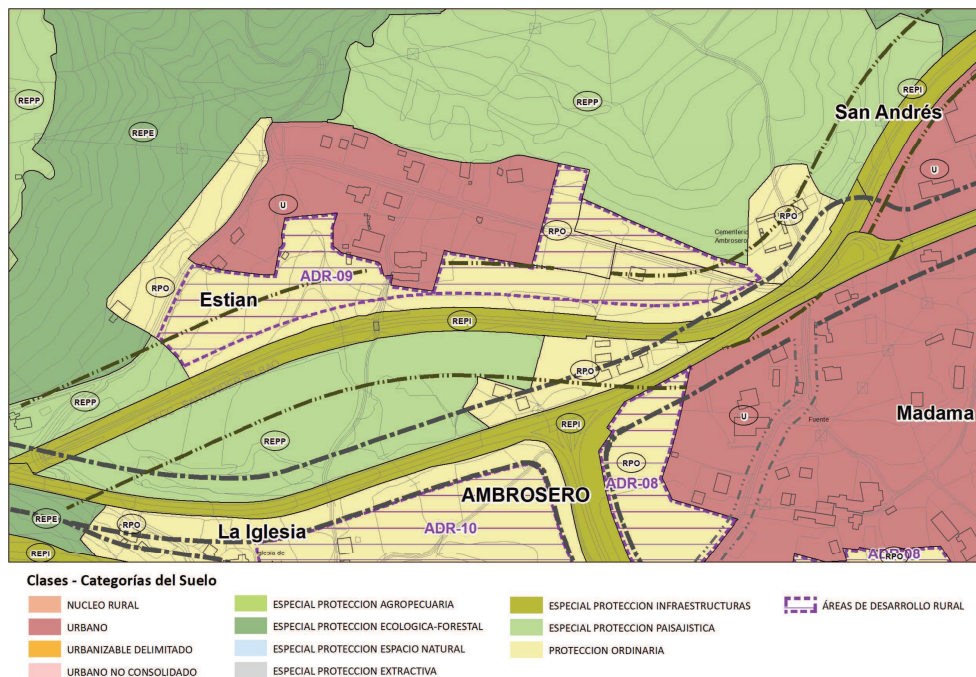 REPI
REPP
REPP
San Andrés
REPE
U
U
RPO
Cementerio
Ambrosero
RPO
ADR-09
RPO
Estian
REPI
RPO
REPP
U
Madama
Fuente
REPP
REPI
RPO
ADR-08
AMBROSERO
REPE
RPO
La Iglesia
ADR-10
REPI
Iglesia de
ADR-08
RPO
Clases - Categorías del Suelo
NUCLEO RURAL
URBANO
URBANIZABLE DELIMITADO
URBANO NO CONSOLIDADO
ESPECIAL PROTECCION AGROPECUARIA
ESPECIAL PROTECCION ECOLOGICA-FORESTAL
ESPECIAL PROTECCION ESPACIO NATURAL
ESPECIAL PROTECCION EXTRACTIVA
ESPECIAL PROTECCION INFRAESTRUCTURAS
ESPECIAL PROTECCION PAISAJISTICA
PROTECCION ORDINARIA
ÁREAS DE DESARROLLO RURAL